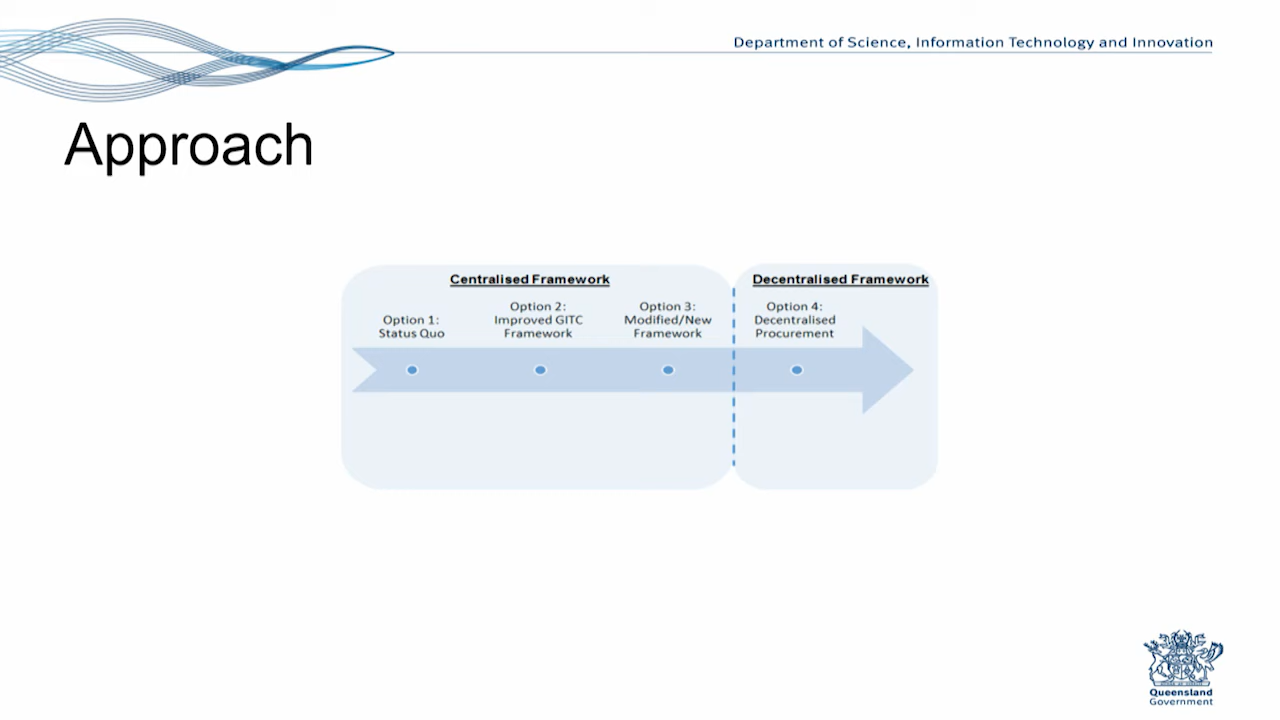 Department of Science, Information Technology and Innovation
Approach
Centralised Framework
Decentralised Framework
Option 1:
Status Quo
Option 2:
Improved GITC
Framework
Option 3:
Modified/New
Framework
Option 4:
Decentralised
Procurement
Queensland
Government